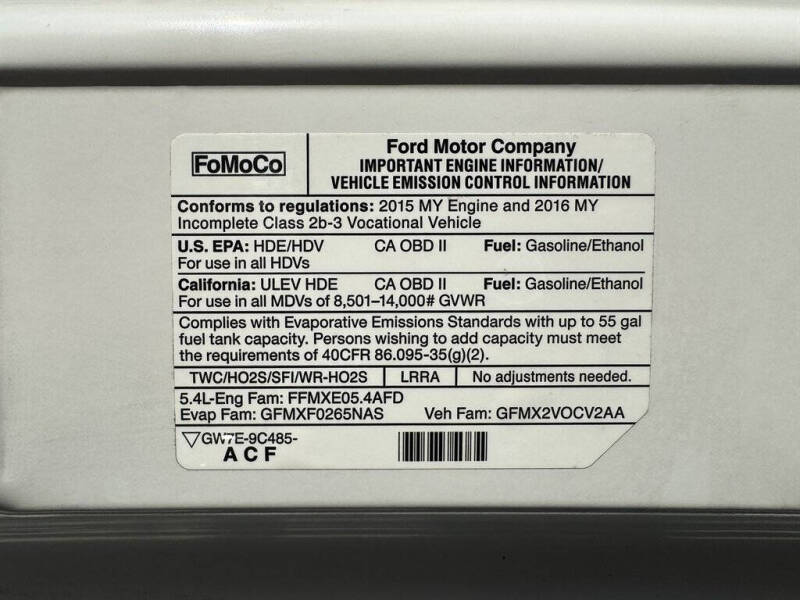 FoMoCo
Ford Motor Company
IMPORTANT ENGINE INFORMATION/
VEHICLE EMISSION CONTROL INFORMATION
Conforms to regulations: 2015 MY Engine and 2016 MY
Incomplete Class 2b-3 Vocational Vehicle
U.S. EPA: HDE/HDV CA OBD II Fuel: Gasoline/Ethanol
For use in all HDVs
California: ULEV HDE CA OBD II Fuel: Gasoline/Ethanol
For use in all MDVs of 8,501–14,000# GVWR
Complies with Evaporative Emissions Standards with up to 55 gal
fuel tank capacity. Persons wishing to add capacity must meet
the requirements of 40CFR 86.095-35(g)(2).
TWC/HO2S/SFI/WR-HO2S LRRA No adjustments needed.
5.4L-Eng Fam: FFMXE05.4AFD
Evap Fam: GFMXF0265NAS Veh Fam: GFMX2VOCV2AA
GW7E-9C485-
A C F